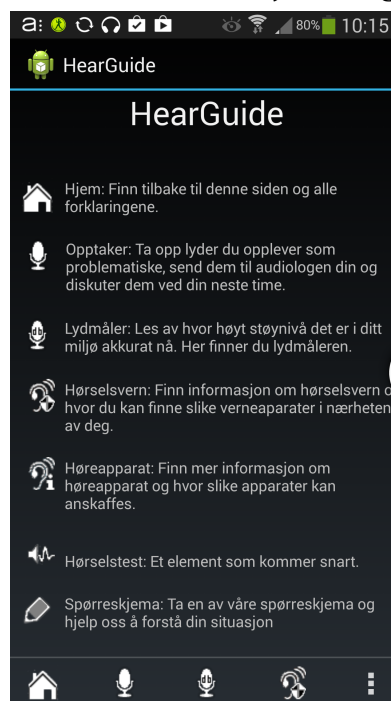 a: 80% 10:15
HearGuide
HearGuide
Hjem: Finn tilbake til denne siden og alle
forklaringene.
Opptaker: Ta opp lyder du opplever som
problematiske, send dem til audiologen din og
diskuter dem ved din neste time.
db
Lydmåler: Les av hvor høyt støynivå det er i ditt
miljø akkurat nå. Her finner du lydmåleren.
Hørselsvern: Finn informasjon om hørselsvern o
hvor du kan finne slike verneaparater i nærheten
av deg.
Høreapparat: Finn mer informasjon om
høreapparat og hvor slike apparater kan
anskaffes.
Hørselstest: Et element som kommer snart.
Spørreskjema: Ta en av våre spørreskjema og
hjelp oss å forstå din situasjon
db